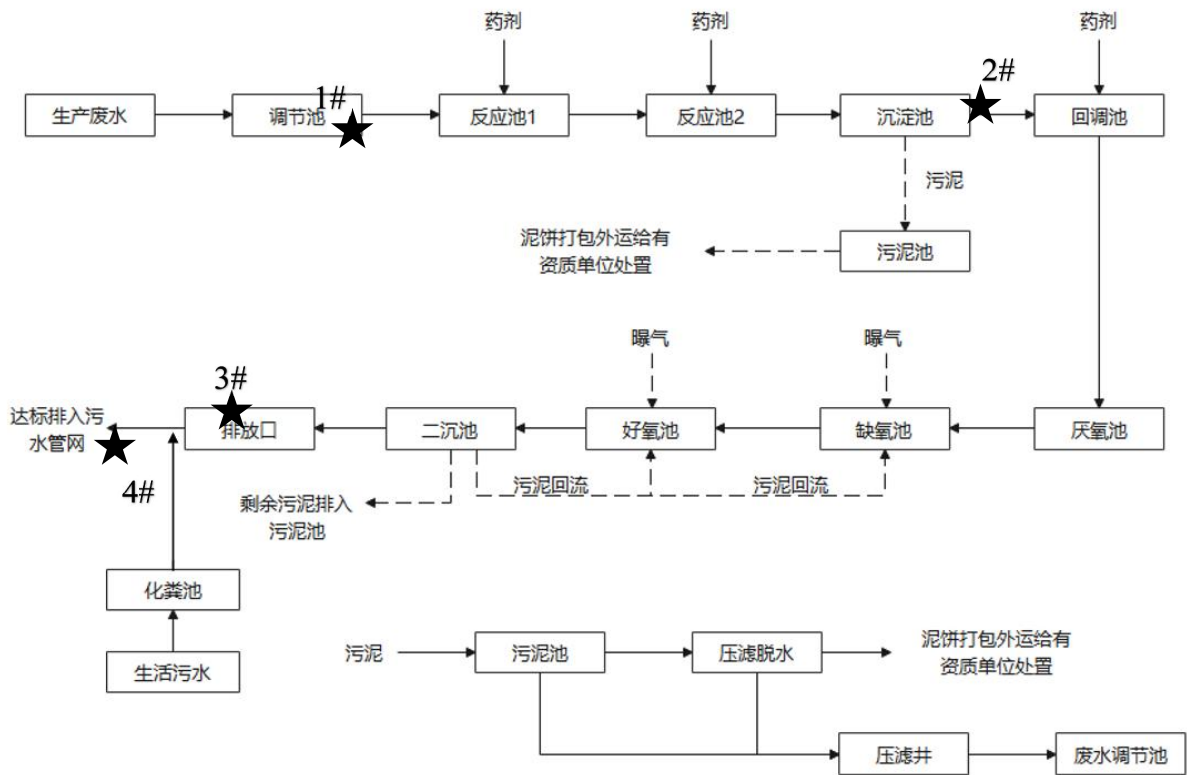 药剂
药剂
药剂
1#
2#
生产废水
调节池
反应池1
反应池2
沉淀池
回调池
污泥
泥饼打包外运给有
资质单位处置
污泥池
曝气
曝气
3#
达标排入污
水管网
排放口
二沉池
好氧池
缺氧池
厌氧池
4#
污泥回流
污泥回流
剩余污泥排入
污泥池
化粪池
生活污水
污泥
污泥池
压滤脱水
泥饼打包外运给有
资质单位处置
压滤井
废水调节池